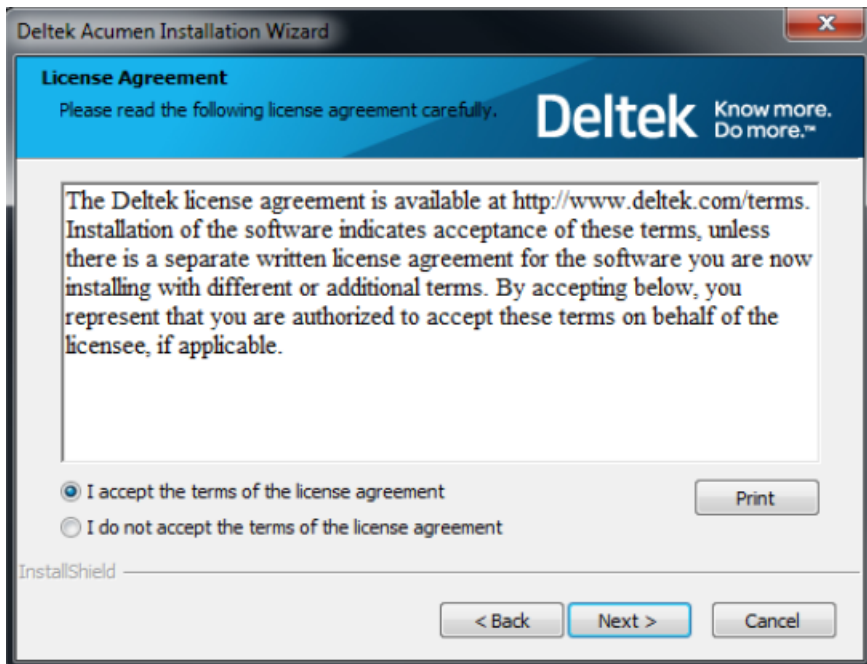 Deltek Acumen Installation Wizard
License Agreement
Please read the following license agreement carefully.
Deltek Know more.
Do more.™
The Deltek license agreement is available at http://www.deltek.com/terms.
Installation of the software indicates acceptance of these terms, unless
there is a separate written license agreement for the software you are now
installing with different or additional terms. By accepting below, you
represent that you are authorized to accept these terms on behalf of the
licensee, if applicable.
I accept the terms of the license agreement
Print
I do not accept the terms of the license agreement
InstallShield
< Back Next > Cancel